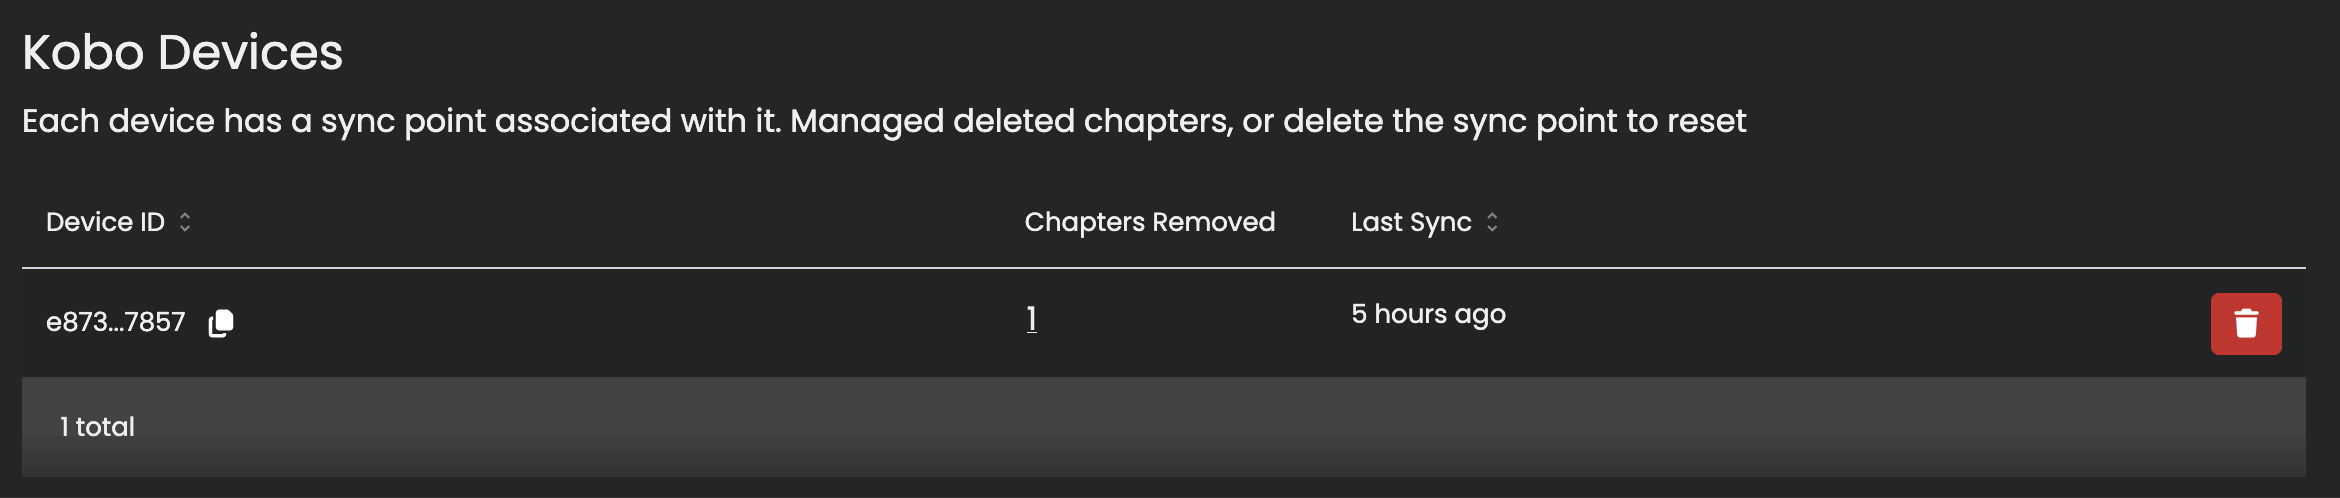 Kobo Devices
Each device has a sync point associated with it. Managed deleted chapters, or delete the sync point to reset
Device ID Chapters Removed Last Sync
e873...7857 1 5 hours ago
1 total